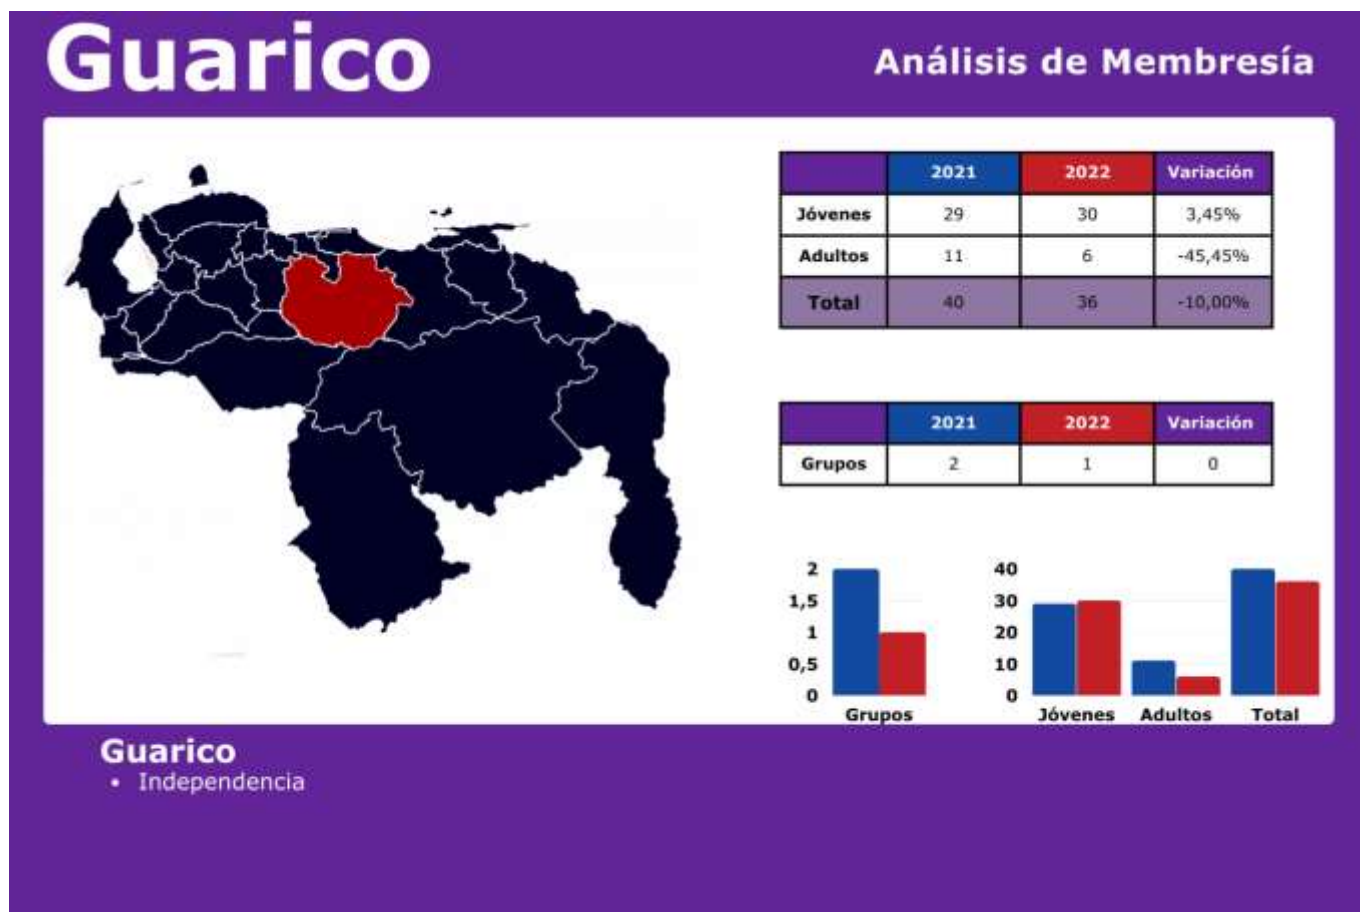 Guarico
Análisis de Membresía
2021 2022 Variación
Jóvenes 29 30 3,45%
Adultos 11 6 -45,45%
Total 40 36 -10,00%
2021 2022 Variación
Grupos 2 1 0
2
1,5
1
0,5
0
Grupos
40
30
20
10
0
Jóvenes Adultos Total
Guarico
• Independencia